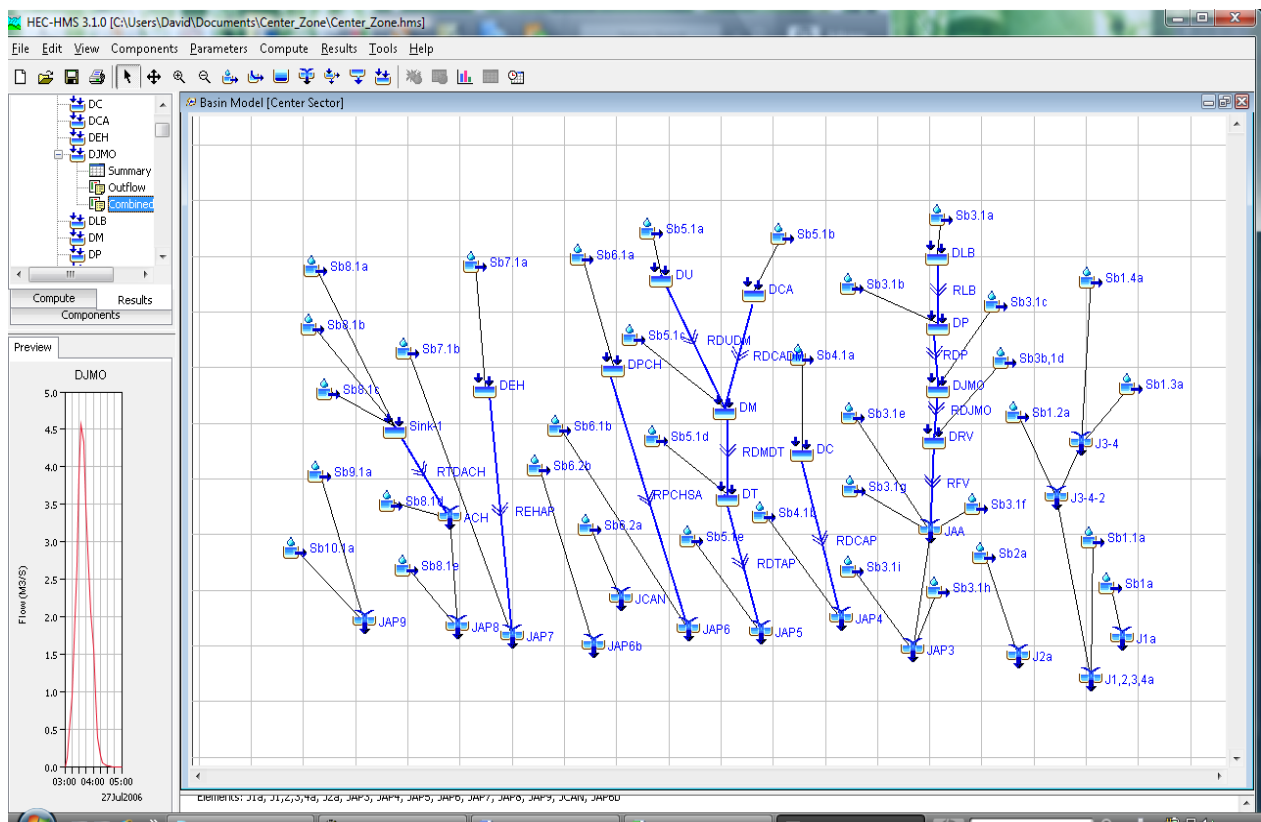 HEC-HMS 3.1.0 [C:\Users\David\Documents\Center_Zone\Center_Zone.hms]
File Edit View Components Parameters Compute Results Tools Help
DC
DCA
DEH
DJMO
Summary
Outflow
Combined
DLB
DM
DP
Compute Results
Components
Preview
DJMO
5.0
4.5
4.0
3.5
3.0
2.5
2.0
1.5
1.0
0.5
0.0
Flow (M3/S)
03:00 04:00 05:00
27Jul2006
Basin Model [Center Sector]
Sb3.1a
Sb5.1a
Sb5.1b
Sb6.1a
DLB
Sb7.1a
Sb8.1a
DU
Sb3.1b
Sb1.4a
DCA
RLB
Sb3.1c
Sb8.1b
DP
Sb5.1c
RDUDM
Sb7.1b
RDCADM
Sb4.1a
RDP
Sb3b,1d
DPCH
DEH
Sb8.1c
DJMO
Sb1.3a
DM
RDJMO
Sb3.1e
Sb1.2a
Sink-1
Sb6.1b
Sb5.1d
DRV
J3-4
DC
RDMDT
Sb6.2b
RTDACH
Sb9.1a
RFV
Sb3.1g
RPCHSA
DT
J3-4-2
Sb8.1d
Sb3.1f
REHAP
Sb4.1b
ACH
Sb6.2a
JAA
Sb5.1e
Sb1.1a
RDCAP
Sb10.1a
Sb2a
RDTAP
Sb8.1e
Sb3.1i
Sb1a
Sb3.1h
JCAN
JAP4
JAP9
JAP8
JAP6
JAP5
JAP7
J1a
JAP6b
JAP3
J2a
J1,2,3,4a
Elements: J1a, J1,2,3,4a, J2a, JAP3, JAP4, JAP5, JAP6, JAP7, JAP8, JAP9, JCAN, JAP6b